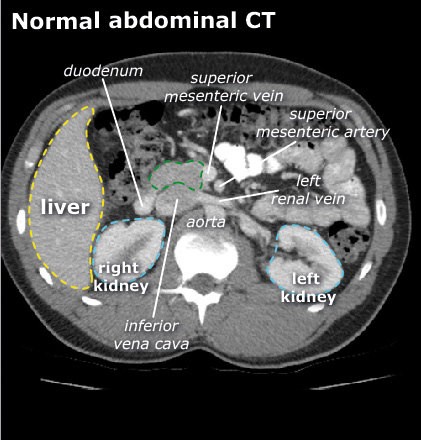 Normal abdominal CT
duodenum
superior
mesenteric vein
superior
mesenteric artery
left
renal vein
liver
aorta
right
kidney
left
kidney
inferior
vena cava